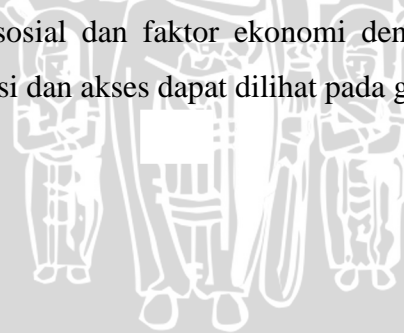 sosial dan faktor ekonomi den
si dan akses dapat dilihat pada g